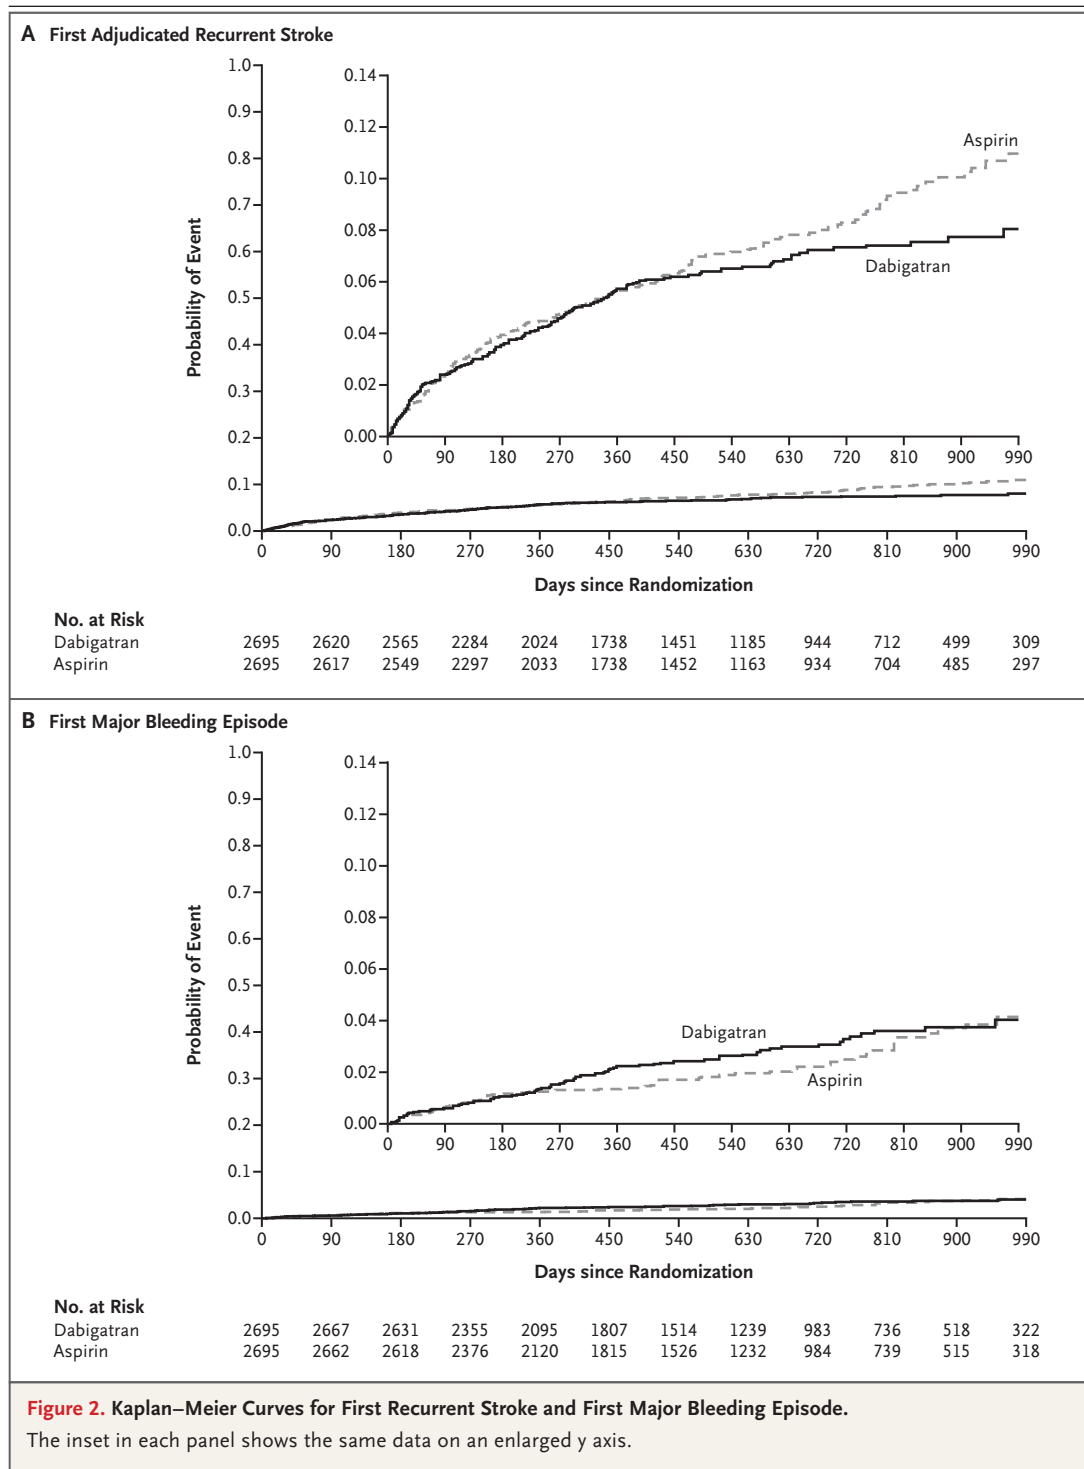 A First Adjudicated Recurrent Stroke
1.0
0.9
0.8
0.7
0.6
0.5
0.4
0.3
0.2
0.1
0.0
Probability of Event
0.14
0.12
0.10
0.08
0.06
0.04
0.02
0.00
Aspirin
Dabigatran
0 90 180 270 360 450 540 630 720 810 900 990
0 90 180 270 360 450 540 630 720 810 900 990
Days since Randomization
No. at Risk
Dabigatran 2695 2620 2565 2284 2024 1738 1451 1185 944 712 499 309
Aspirin 2695 2617 2549 2297 2033 1738 1452 1163 934 704 485 297
B First Major Bleeding Episode
1.0
0.9
0.8
0.7
0.6
0.5
0.4
0.3
0.2
0.1
0.0
Probability of Event
0.14
0.12
0.10
0.08
0.06
0.04
0.02
0.00
Dabigatran
Aspirin
0 90 180 270 360 450 540 630 720 810 900 990
0 90 180 270 360 450 540 630 720 810 900 990
Days since Randomization
No. at Risk
Dabigatran 2695 2667 2631 2355 2095 1807 1514 1239 983 736 518 322
Aspirin 2695 2662 2618 2376 2120 1815 1526 1232 984 739 515 318
Figure 2. Kaplan–Meier Curves for First Recurrent Stroke and First Major Bleeding Episode.
The inset in each panel shows the same data on an enlarged y axis.